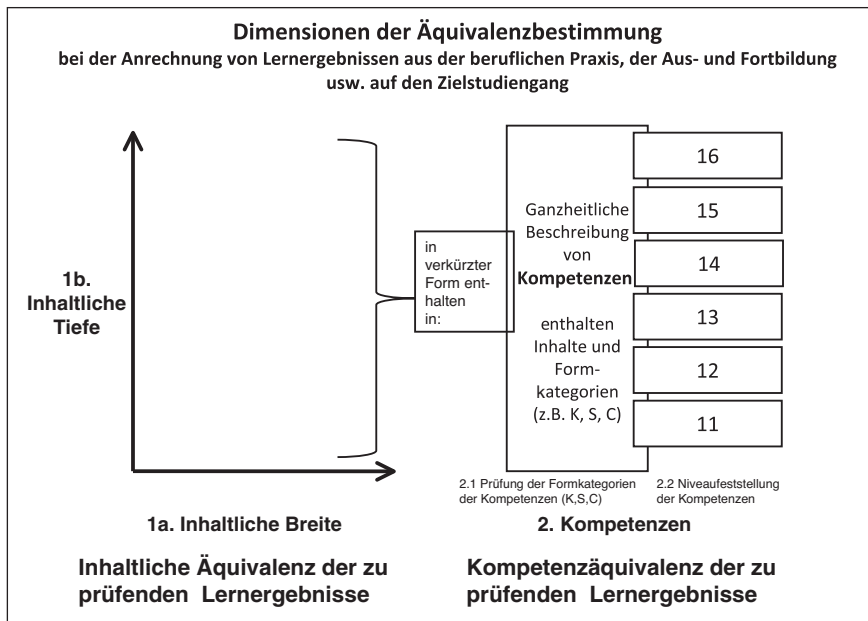 Dimensionen der Äquivalenzbestimmung
bei der Anrechnung von Lernergebnissen aus der beruflichen Praxis, der Aus- und Fortbildung
usw. auf den Zielstudiengang
1b.
Inhaltliche
Tiefe
in
verkürzter
Form ent-
halten
in:
Ganzheitliche
Beschreibung
von
Kompetenzen
enthalten
Inhalte und
Form-
kategorien
(z.B. K, S, C)
16
15
14
13
12
11
2.1 Prüfung der Formkategorien
der Kompetenzen (K,S,C)
2.2 Niveaufeststellung
der Kompetenzen
1a. Inhaltliche Breite
2. Kompetenzen
Inhaltliche Äquivalenz der zu
prüfenden Lernergebnisse
Kompetenzäquivalenz der zu
prüfenden Lernergebnisse